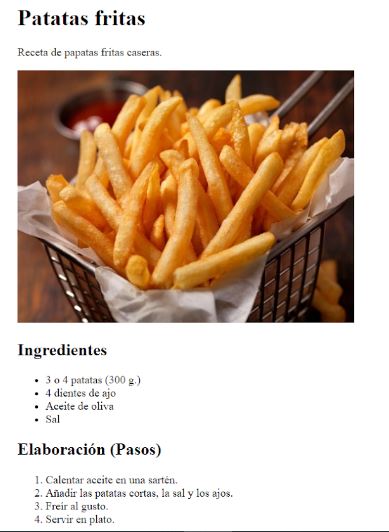 Patatas fritas
Receta de papatas fritas caseras.
Ingredientes
3 o 4 patatas (300 g.)
4 dientes de ajo
Aceite de oliva
Sal
Elaboración (Pasos)
1. Calentar aceite en una sartén.
2. Añadir las patatas cortas, la sal y los ajos.
3. Freír al gusto.
4. Servir en plato.